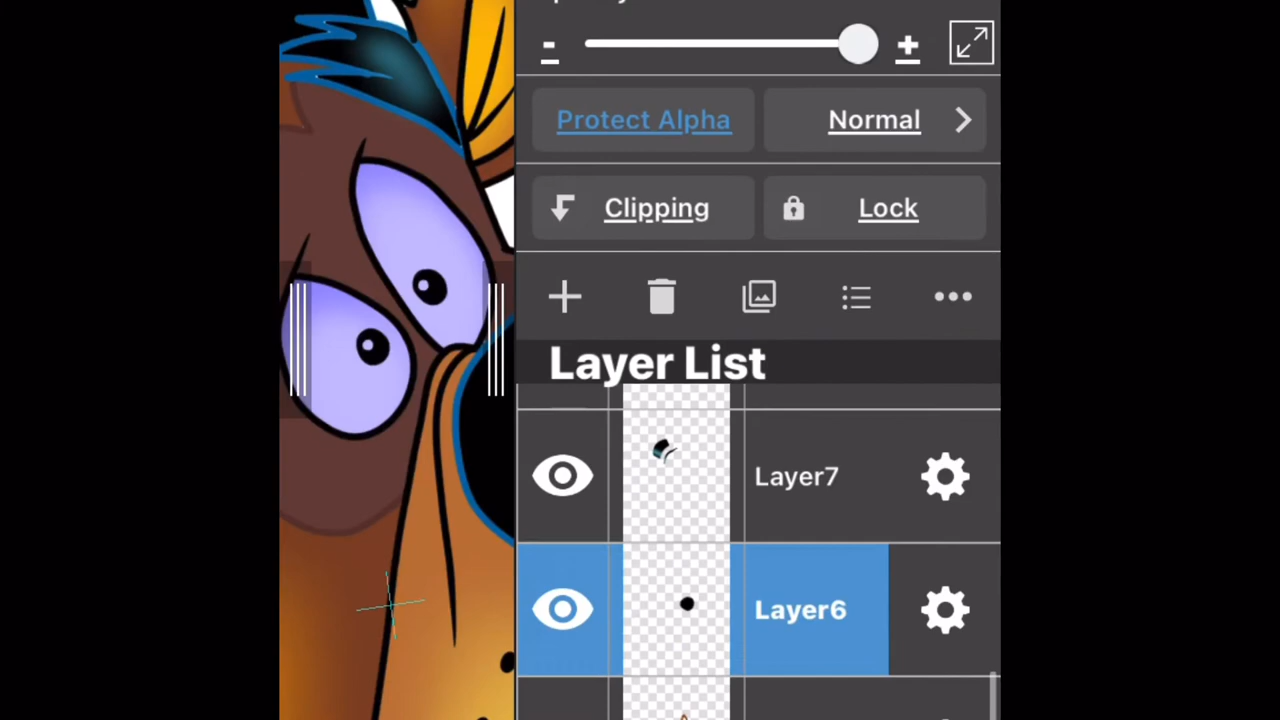 - +
Protect Alpha Normal
Clipping Lock
Layer List
Layer7
Layer6